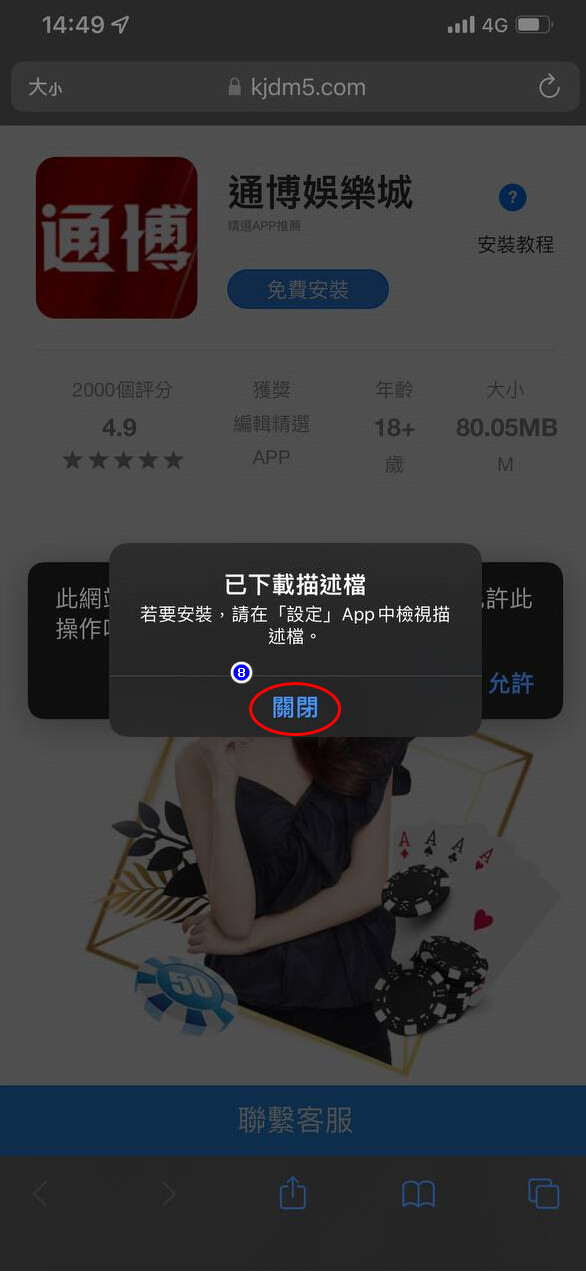 14:49
4G
大小
kjdm5.com
通博
通博娛樂城
精選APP推薦
免費安裝
?
安裝教程
2000個評分
4.9
★★★★★
獲獎
編輯精選
APP
年齡
18+
歲
大小
80.05MB
M
此網
允許此
操作
允許
已下載描述檔
若要安裝，請在「設定」App中檢視描
述檔。
8
關閉
A
A
A
A
50
聯繫客服